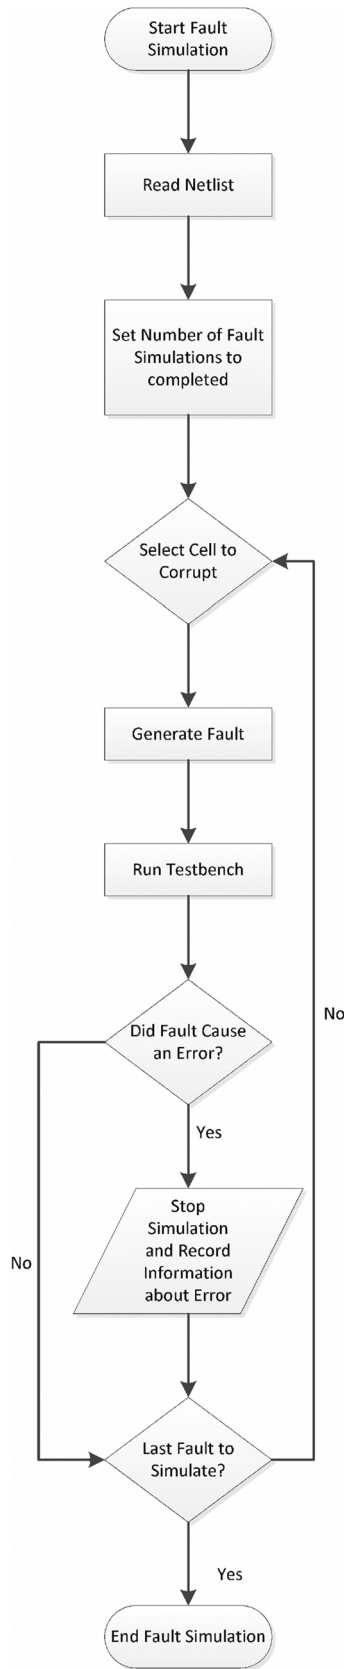 Start Fault
Simulation
Read Netlist
Set Number of Fault
Simulations to
completed
Select Cell to
Corrupt
Generate Fault
Run Testbench
No
Did Fault Cause
an Error?
Yes
Stop
Simulation
and Record
Information
about Error
No
Last Fault to
Simulate?
Yes
End Fault Simulation